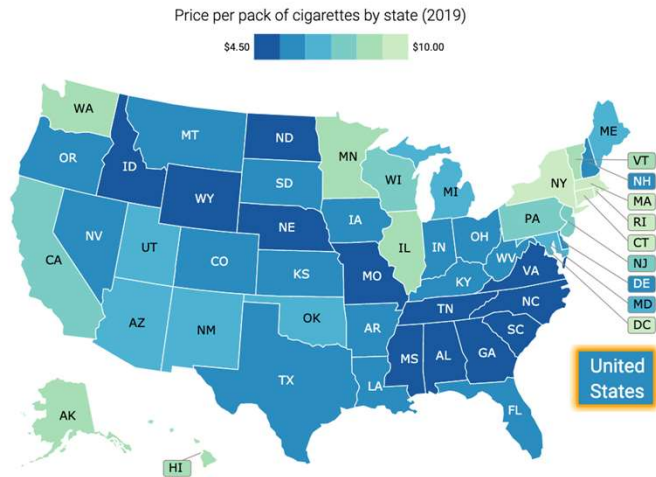 Price per pack of cigarettes by state (2019)
$4.50 $10.00
WA
MT
ND
MN
ME
OR
ID
WY
SD
WI
MI
NY
VT
NH
MA
RI
CT
NJ
DE
MD
DC
NV
UT
CO
NE
IA
IL
IN
OH
PA
WV
VA
CA
KS
MO
KY
NC
TN
AZ
NM
OK
AR
SC
MS
AL
GA
TX
LA
FL
AK
HI
United
States